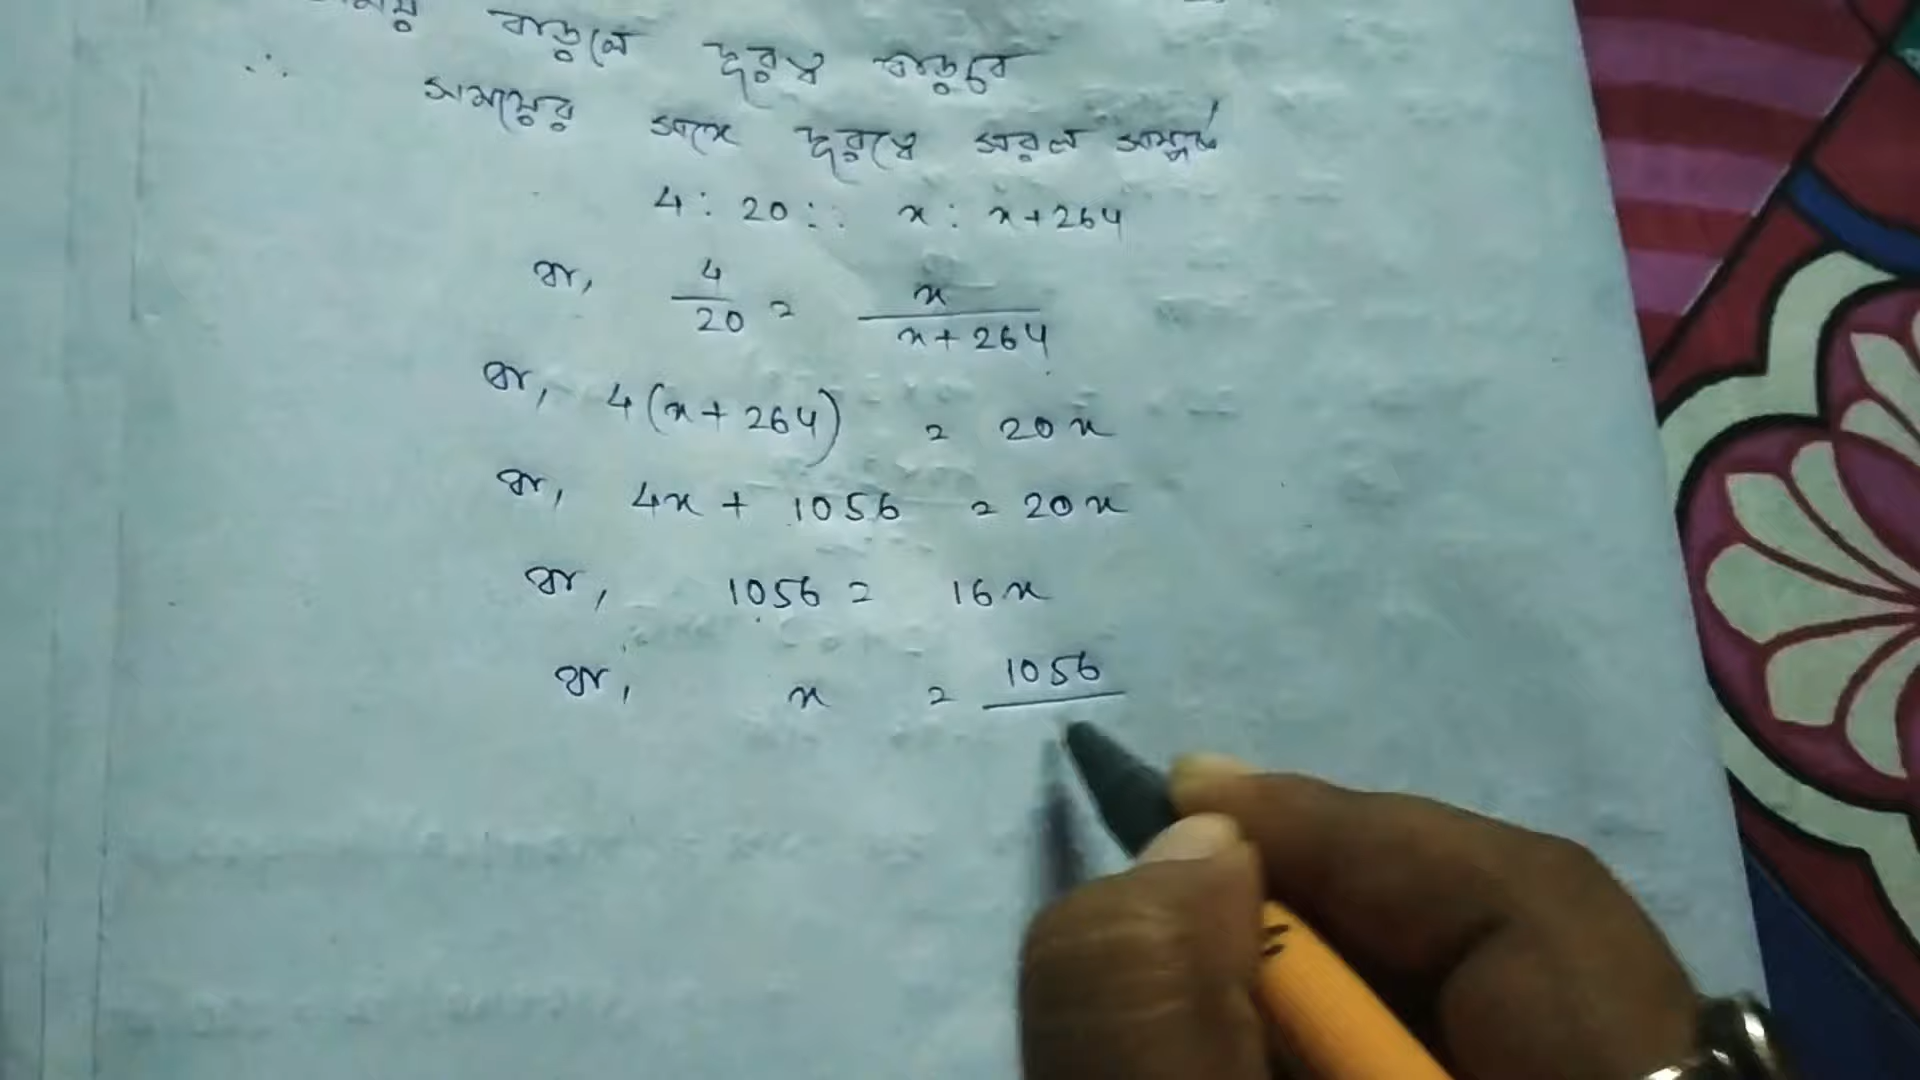 সময় বাড়লে দূরত্ব বাড়বে
∴ সময়ের সাথে দূরত্বের সরল সম্পর্ক
4 : 20 :: x : x+264
বা, 4/20 = x/x+264
বা, 4(x+264) = 20x
বা, 4x + 1056 = 20x
বা, 1056 = 16x
বা, x = 1056